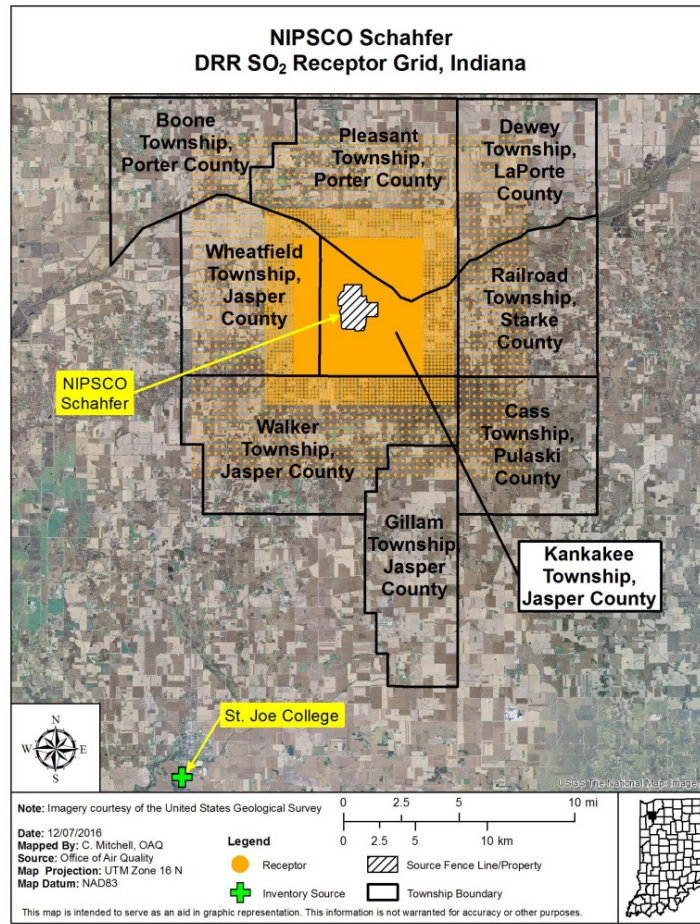 NIPSCO Schahfer
DRR SO₂ Receptor Grid, Indiana
Boone
Township,
Porter County
Pleasant
Township,
Porter County
Dewey
Township,
LaPorte
County
Wheatfield
Township,
Jasper
County
Railroad
Township,
Starke
County
NIPSCO
Schahfer
Walker
Township,
Jasper County
Cass
Township,
Pulaski
County
Gillam
Township,
Jasper
County
Kankakee
Township,
Jasper County
St. Joe College
N
W
E
S
USGS The National Map: Imagery
Note: Imagery courtesy of the United States Geological Survey
Date: 12/07/2016
Mapped By: C. Mitchell, OAQ
Source: Office of Air Quality
Map Projection: UTM Zone 16 N
Map Datum: NAD83
0 2.5 5 10 mi
0 2.5 5 10 km
Legend
Receptor
Source Fence Line/Property
Inventory Source
Township Boundary
This map is intended to serve as an aid in graphic representation. This information is not warranted for accuracy or other purposes.